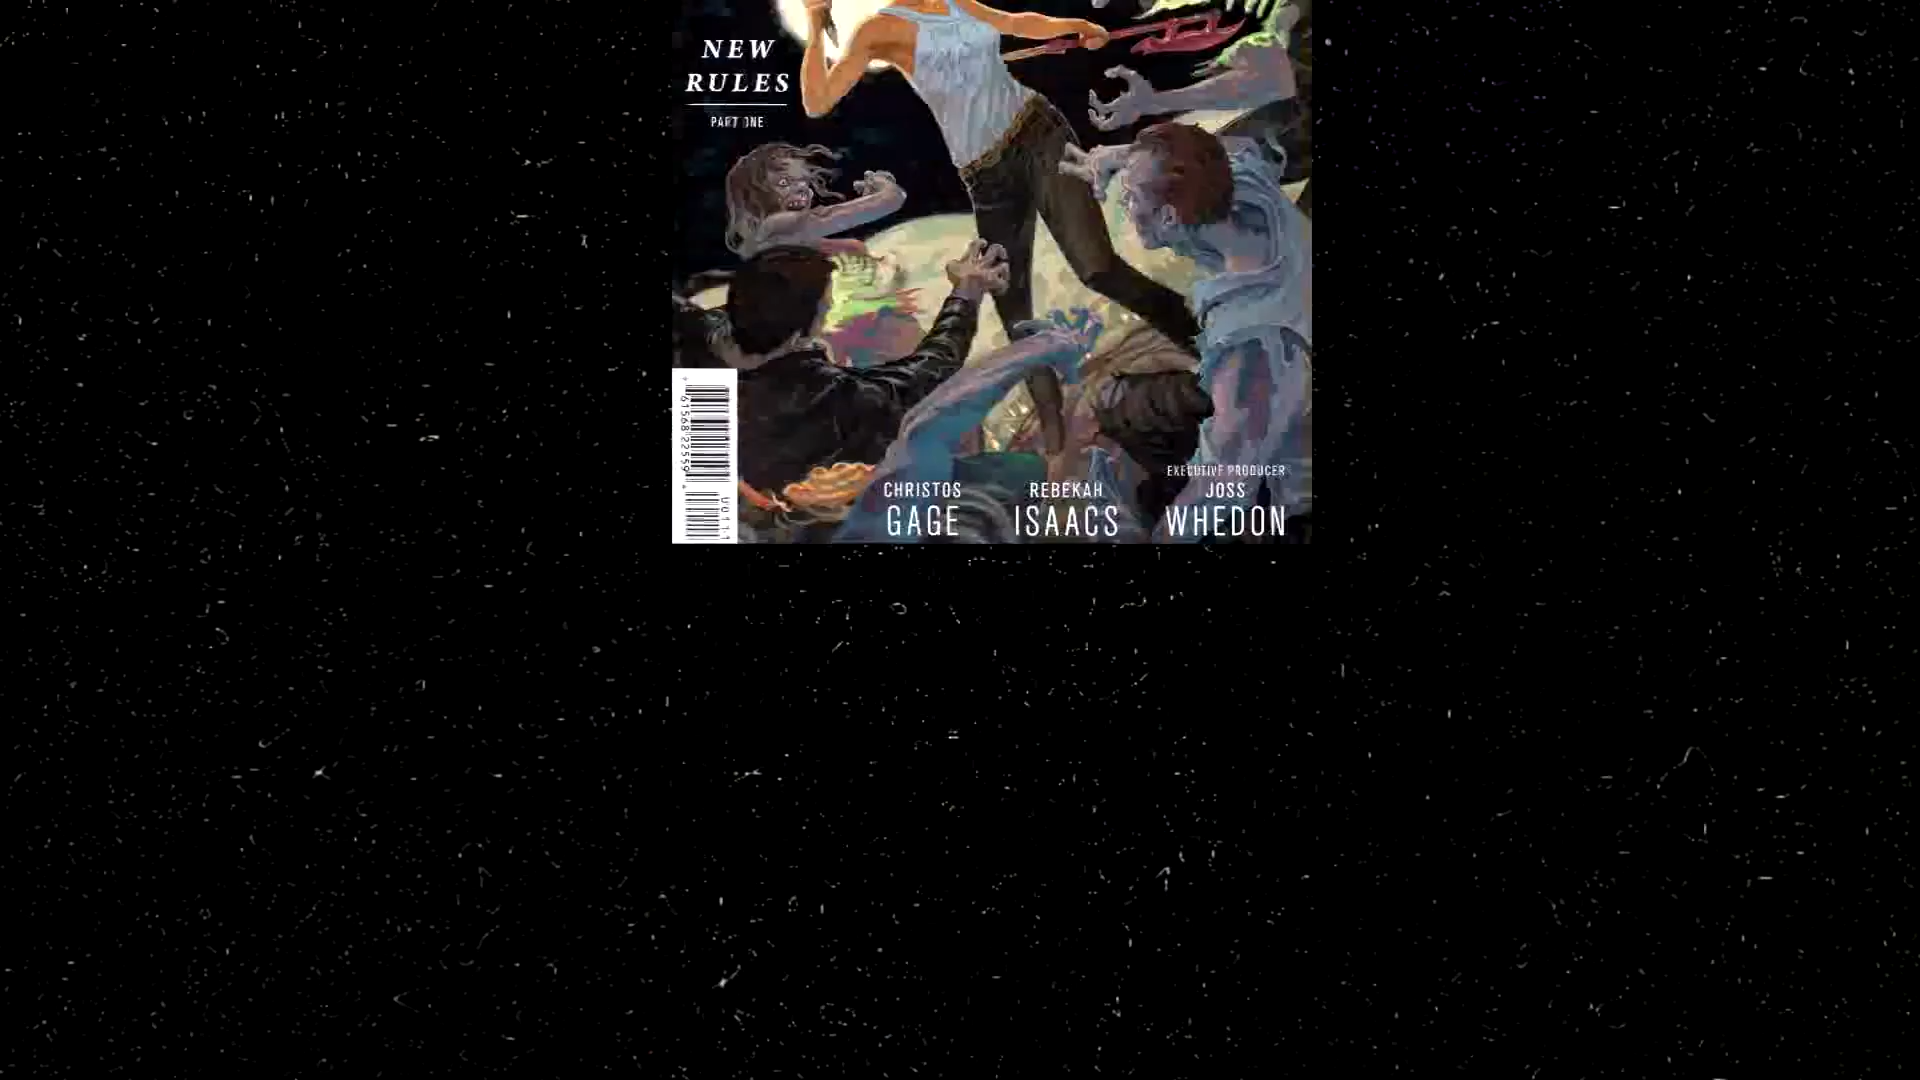 NEW
RULES
PART ONE
EXECUTIVE PRODUCER
CHRISTOS REBEKAH JOSS
GAGE ISAACS WHEDON